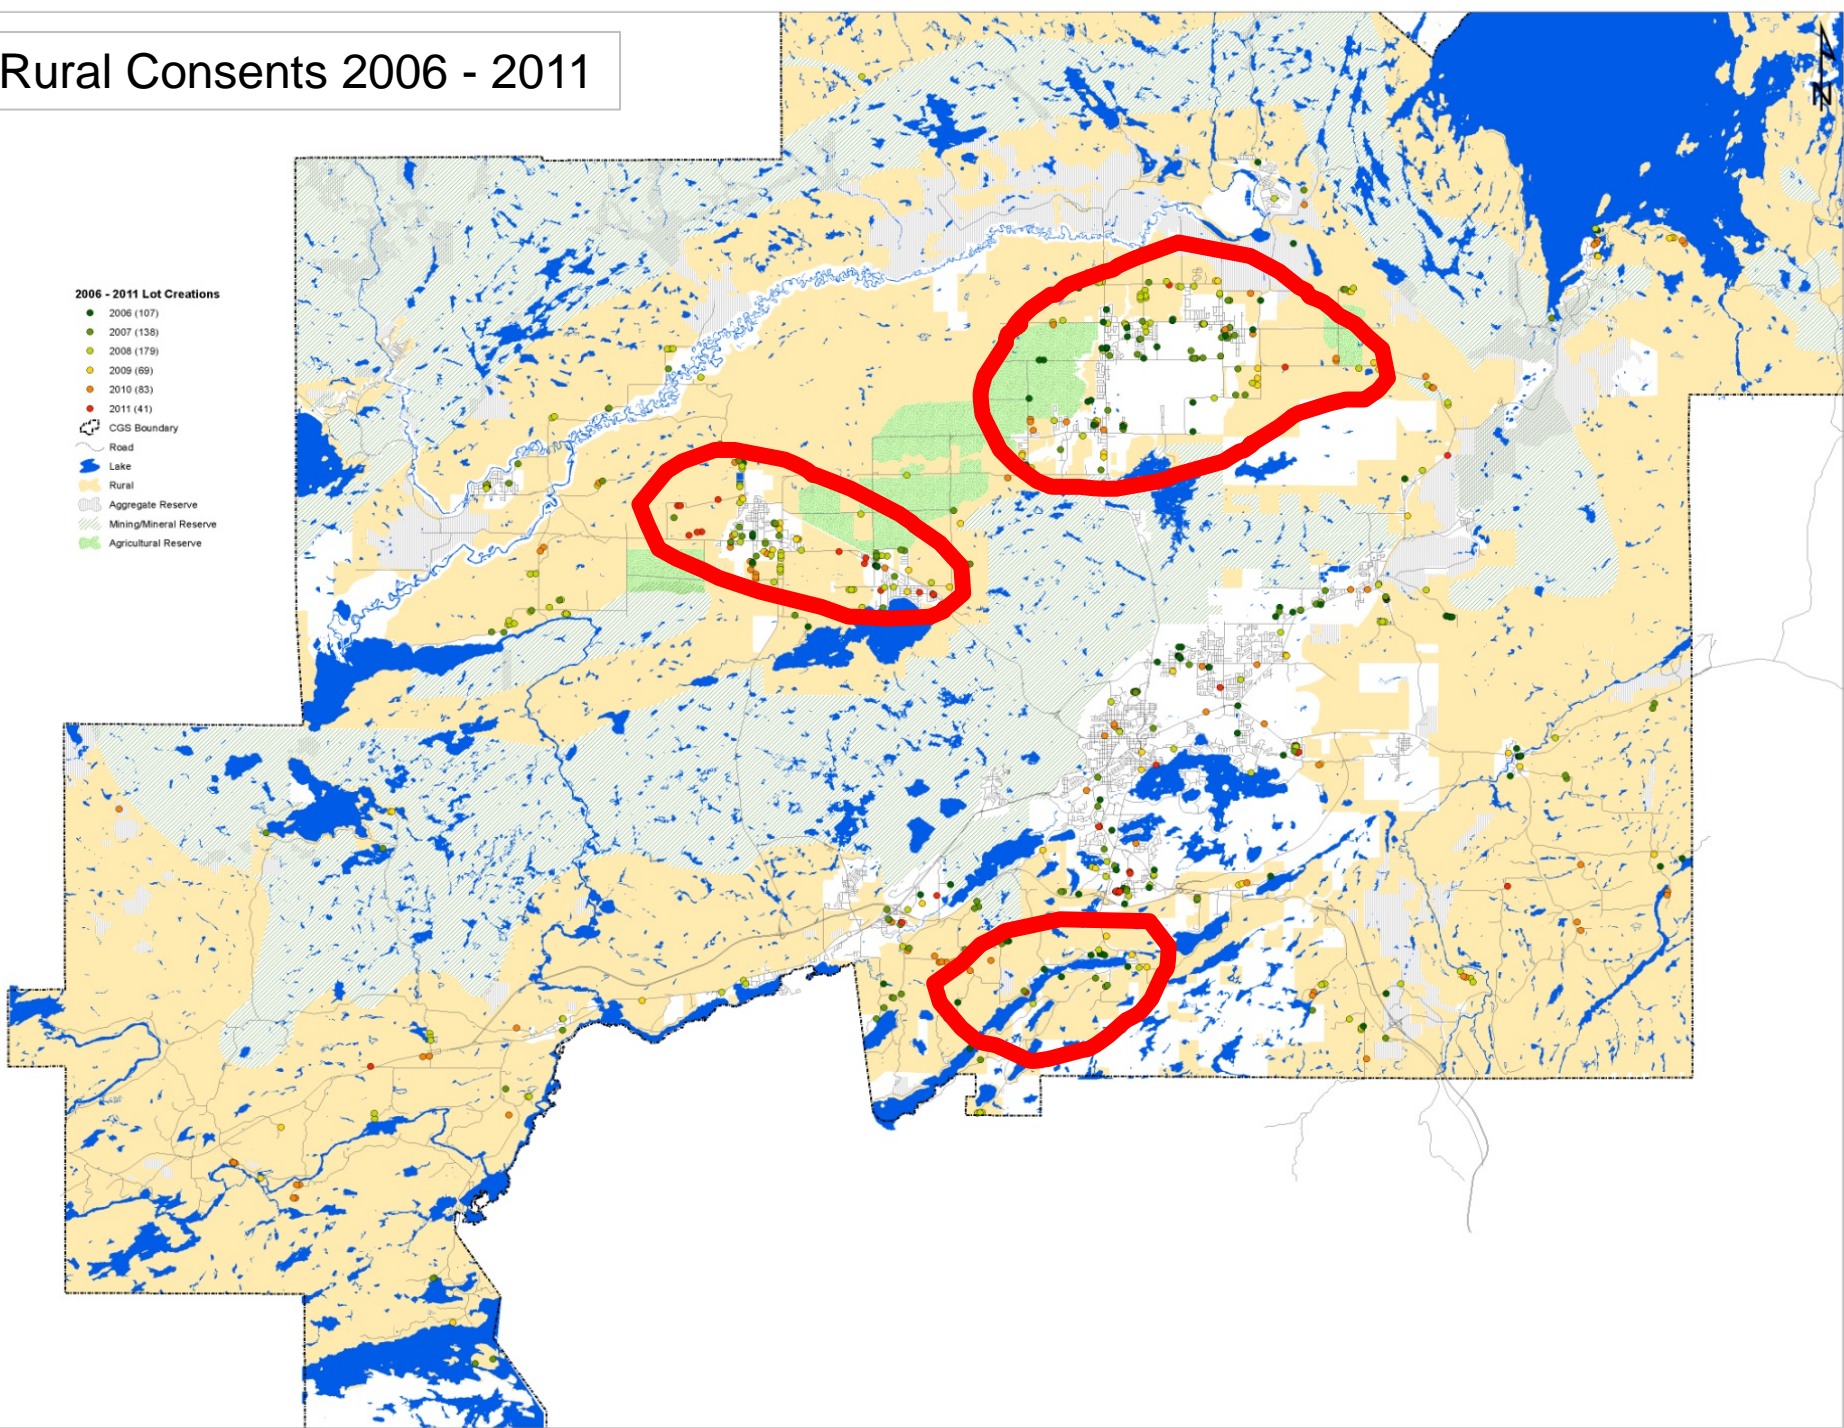 Rural Consents 2006 - 2011
2006 - 2011 Lot Creations
2006 (107)
2007 (138)
2008 (179)
2009 (69)
2010 (83)
2011 (41)
CGS Boundary
Road
Lake
Rural
Aggregate Reserve
Mining/Mineral Reserve
Agricultural Reserve
N